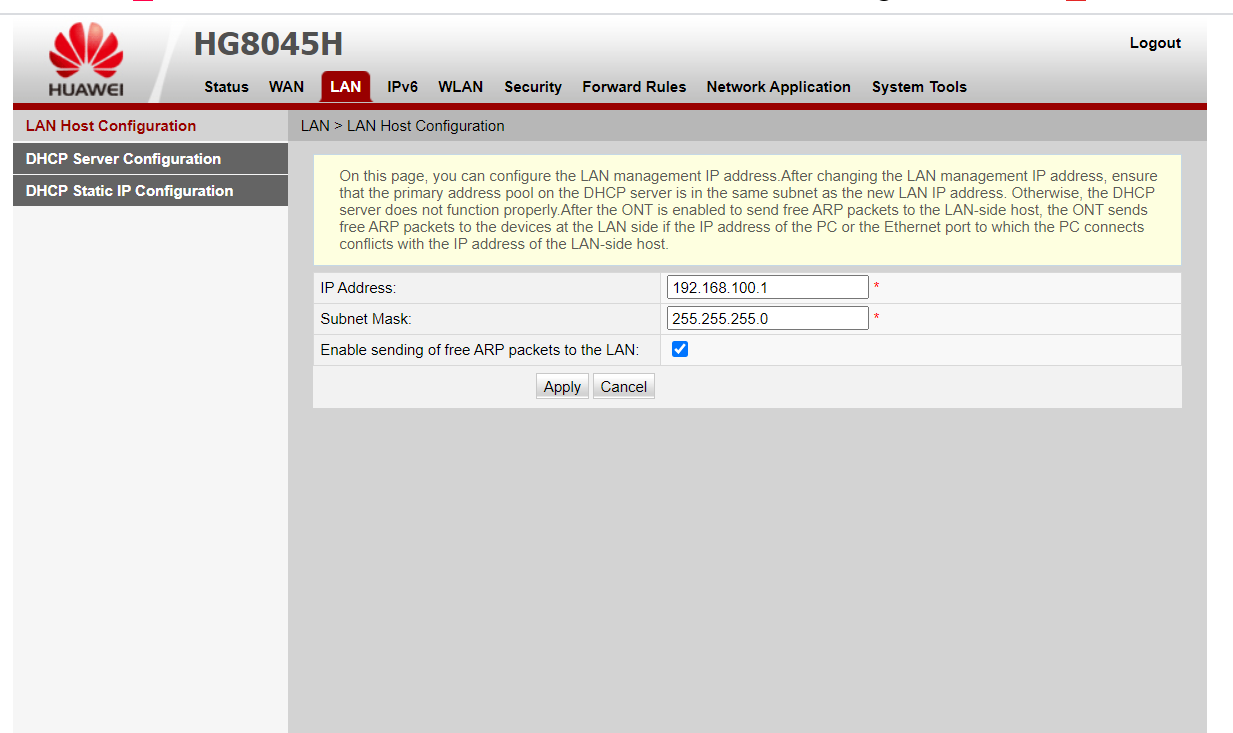 HUAWEI
HG8045H
Logout
Status WAN LAN IPv6 WLAN Security Forward Rules Network Application System Tools
LAN Host Configuration
DHCP Server Configuration
DHCP Static IP Configuration
LAN > LAN Host Configuration
On this page, you can configure the LAN management IP address.After changing the LAN management IP address, ensure
that the primary address pool on the DHCP server is in the same subnet as the new LAN IP address. Otherwise, the DHCP
server does not function properly.After the ONT is enabled to send free ARP packets to the LAN-side host, the ONT sends
free ARP packets to the devices at the LAN side if the IP address of the PC or the Ethernet port to which the PC connects
conflicts with the IP address of the LAN-side host.
IP Address: 192.168.100.1 *
Subnet Mask: 255.255.255.0 *
Enable sending of free ARP packets to the LAN:
Apply Cancel